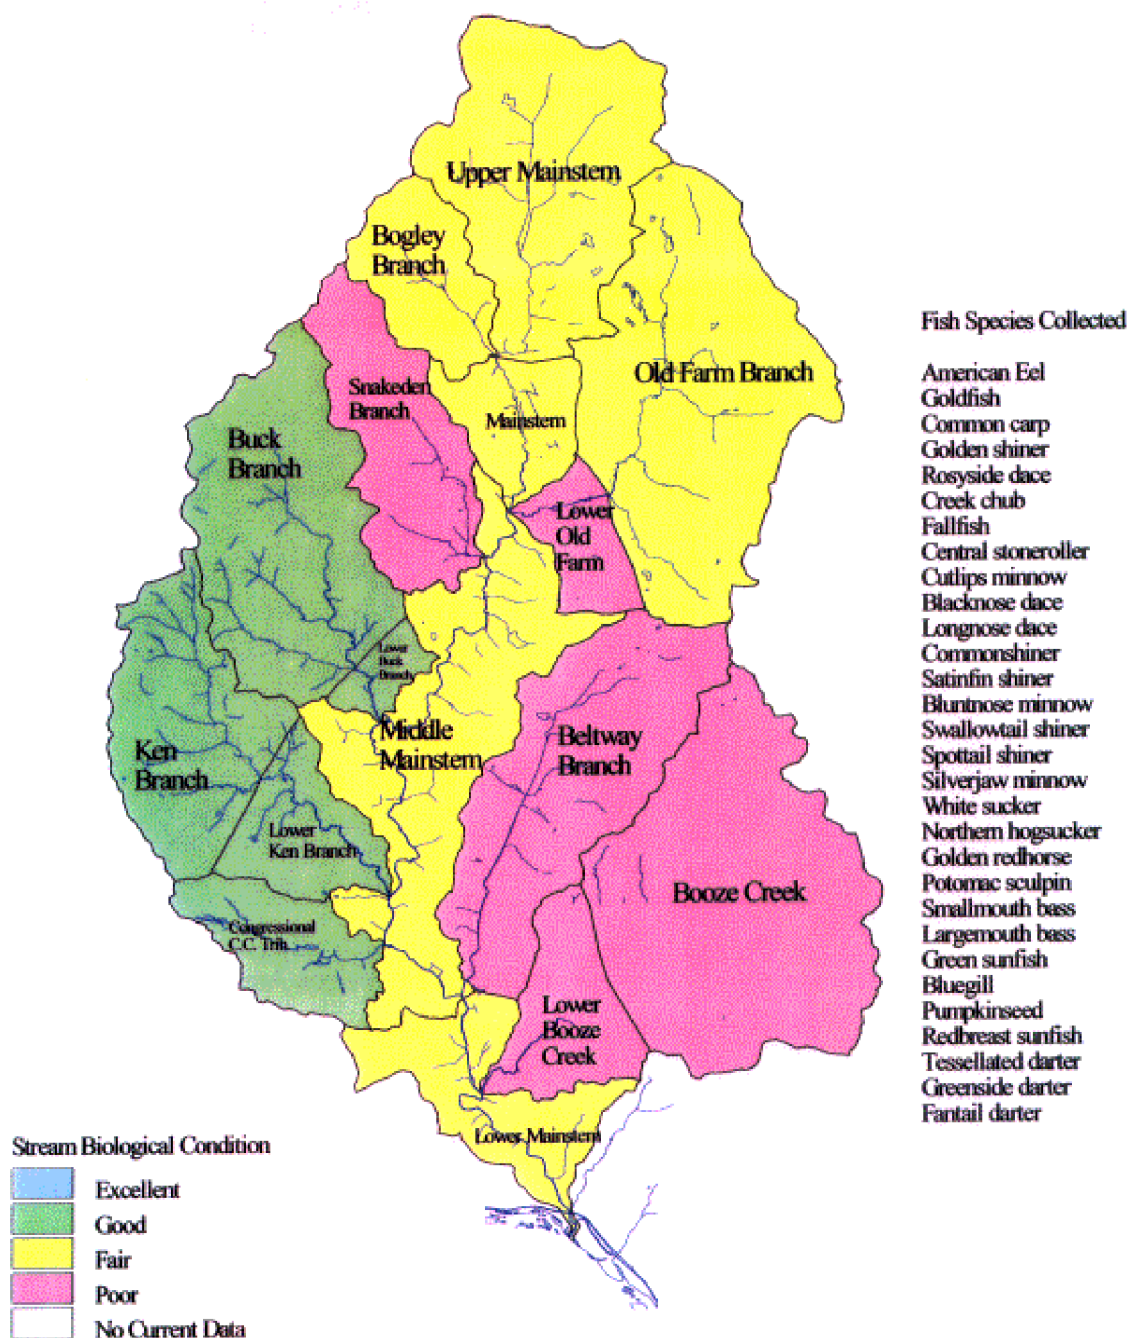 Upper Mainstem
Bogley
Branch
Old Farm Branch
Snakeden
Branch
Mainstem
Buck
Branch
Lower
Old
Farm
Lower
Buck
Branch
Middle
Mainstem
Beltway
Branch
Ken
Branch
Lower
Ken Branch
Booze Creek
Congressional
C.C. Trib.
Lower
Booze
Creek
Lower Mainstem
Fish Species Collected
American Eel
Goldfish
Common carp
Golden shiner
Rosyside dace
Creek chub
Fallfish
Central stoneroller
Cutlips minnow
Blacknose dace
Longnose dace
Commonshiner
Satinfin shiner
Bluntnose minnow
Swallowtail shiner
Spottail shiner
Silverjaw minnow
White sucker
Northern hogsucker
Golden redhorse
Potomac sculpin
Smallmouth bass
Largemouth bass
Green sunfish
Bluegill
Pumpkinseed
Redbreast sunfish
Tessellated darter
Greenside darter
Fantail darter
Stream Biological Condition
Excellent
Good
Fair
Poor
No Current Data